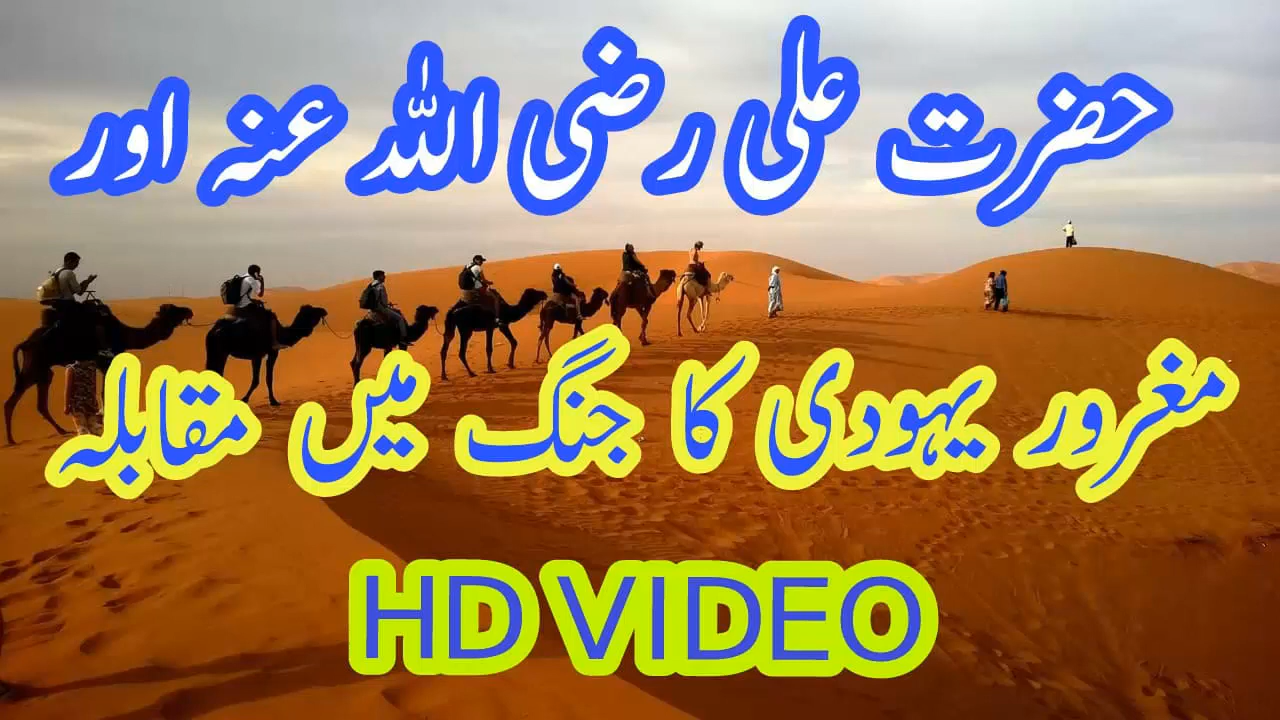 حضرت علی رضی اللہ عنہ اور
مغرور یہودی کا جنگ میں مقابلہ
HD VIDEO